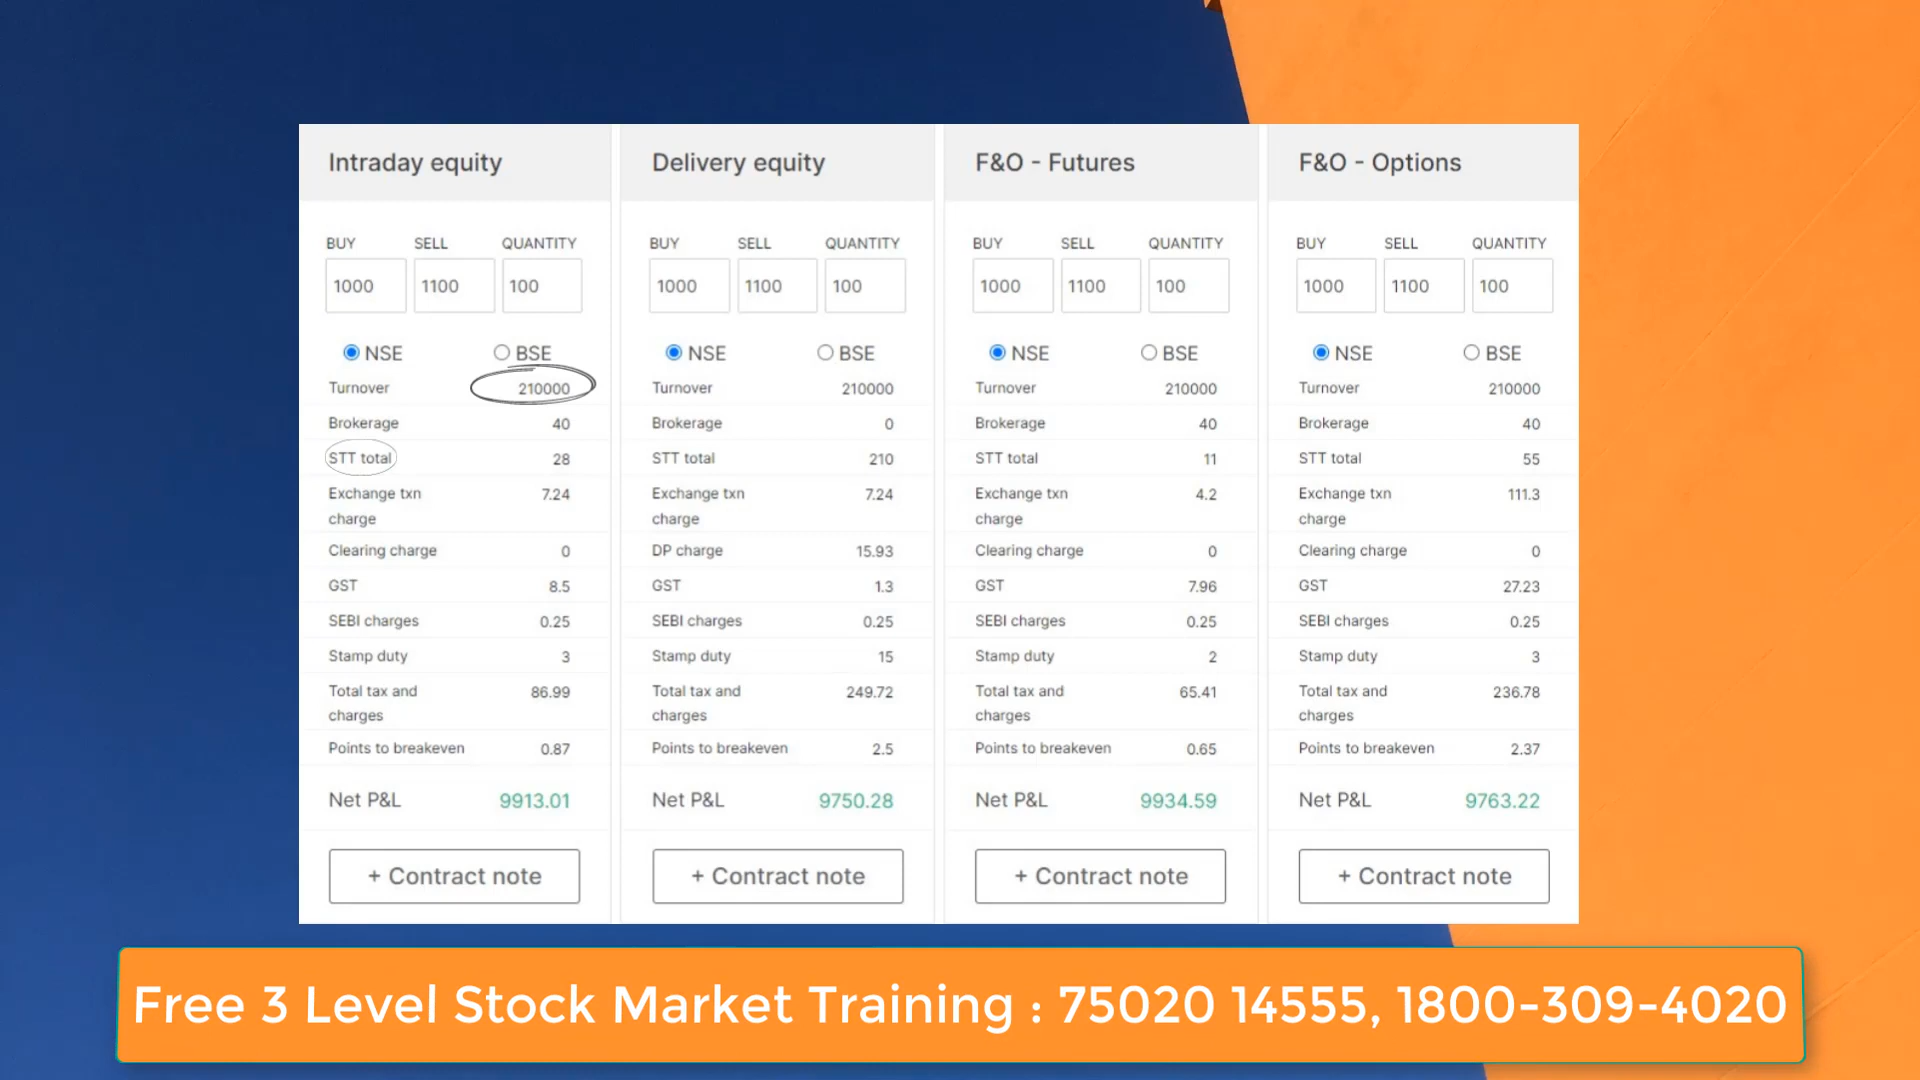 Intraday equity
BUY SELL QUANTITY
1000 1100 100
NSE BSE
Turnover 210000
Brokerage 40
STT total 28
Exchange txn 7.24
charge
Clearing charge 0
GST 8.5
SEBI charges 0.25
Stamp duty 3
Total tax and 86.99
charges
Points to breakeven 0.87
Net P&L 9913.01
+ Contract note
Delivery equity
BUY SELL QUANTITY
1000 1100 100
NSE BSE
Turnover 210000
Brokerage 0
STT total 210
Exchange txn 7.24
charge
DP charge 15.93
GST 1.3
SEBI charges 0.25
Stamp duty 15
Total tax and 249.72
charges
Points to breakeven 2.5
Net P&L 9750.28
+ Contract note
F&O - Futures
BUY SELL QUANTITY
1000 1100 100
NSE BSE
Turnover 210000
Brokerage 40
STT total 11
Exchange txn 4.2
charge
Clearing charge 0
GST 7.96
SEBI charges 0.25
Stamp duty 2
Total tax and 65.41
charges
Points to breakeven 0.65
Net P&L 9934.59
+ Contract note
F&O - Options
BUY SELL QUANTITY
1000 1100 100
NSE BSE
Turnover 210000
Brokerage 40
STT total 55
Exchange txn 111.3
charge
Clearing charge 0
GST 27.23
SEBI charges 0.25
Stamp duty 3
Total tax and 236.78
charges
Points to breakeven 2.37
Net P&L 9763.22
+ Contract note
Free 3 Level Stock Market Training : 75020 14555, 1800-309-4020